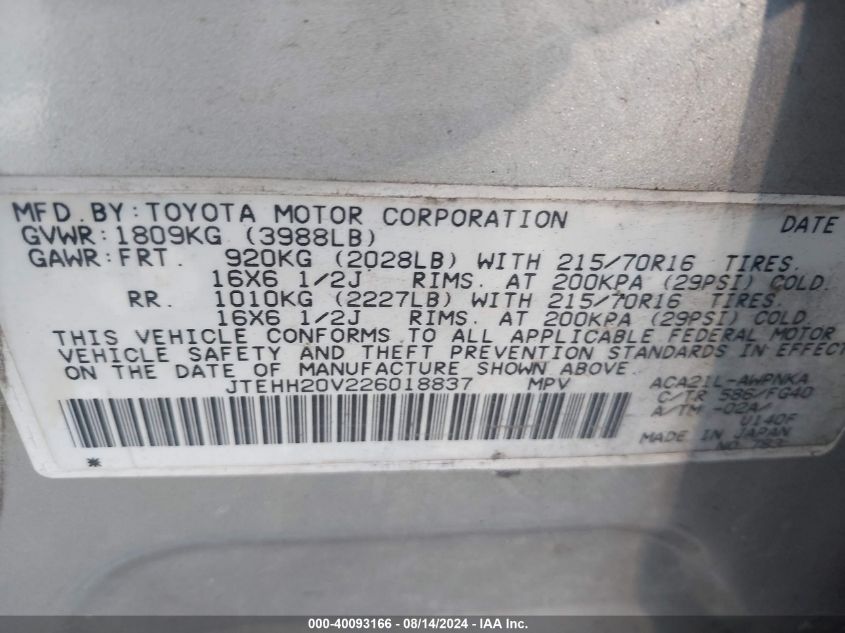 MFD. BY: TOYOTA MOTOR CORPORATION DATE
GVWR: 1809KG (3988LB)
GAWR: FRT. 920KG (2028LB) WITH 215/70R16 TIRES.
16X6 1/2J RIMS. AT 200KPA (29PSI) COLD.
RR. 1010KG (2227LB) WITH 215/70R16 TIRES.
16X6 1/2J RIMS. AT 200KPA (29PSI) COLD.
THIS VEHICLE CONFORMS TO ALL APPLICABLE FEDERAL MOTOR
VEHICLE SAFETY AND THEFT PREVENTION STANDARDS IN EFFECT
ON THE DATE OF MANUFACTURE SHOWN ABOVE.
JTEHH20V226018837 MPV ACA21L-AWPNKA
C/TR 586/FG40
A/TM -02A/
U140F
MADE IN JAPAN
* NO. 783
000-40093166 - 08/14/2024 - IAA Inc.